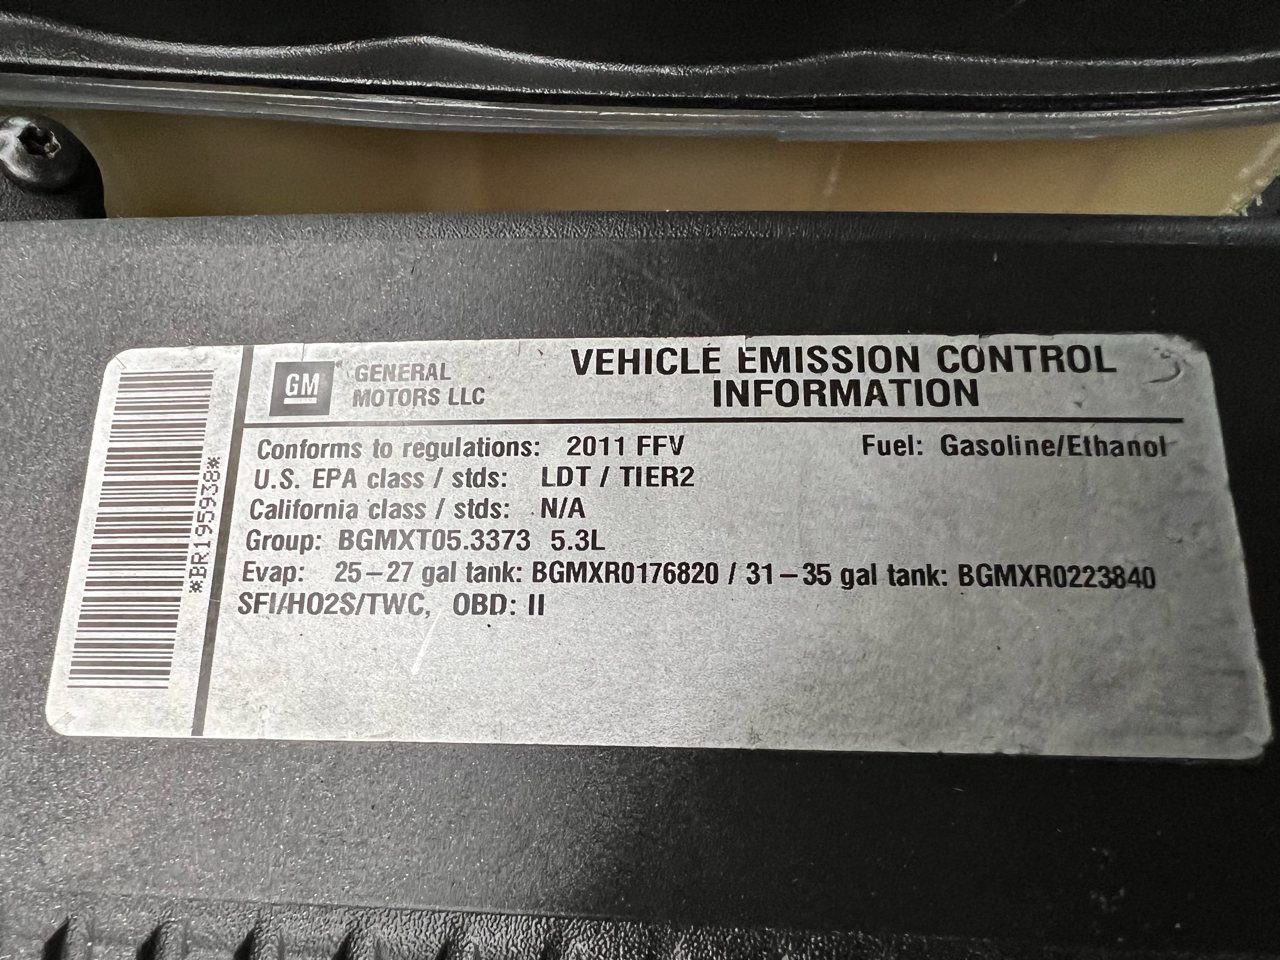 GM GENERAL MOTORS LLC
VEHICLE EMISSION CONTROL
INFORMATION
Conforms to regulations: 2011 FFV Fuel: Gasoline/Ethanol
U.S. EPA class / stds: LDT / TIER2
California class / stds: N/A
Group: BGMXT05.3373 5.3L
Evap: 25-27 gal tank: BGMXR0176820 / 31-35 gal tank: BGMXR0223840
SFI/HO2S/TWC, OBD: II
*BR195938*